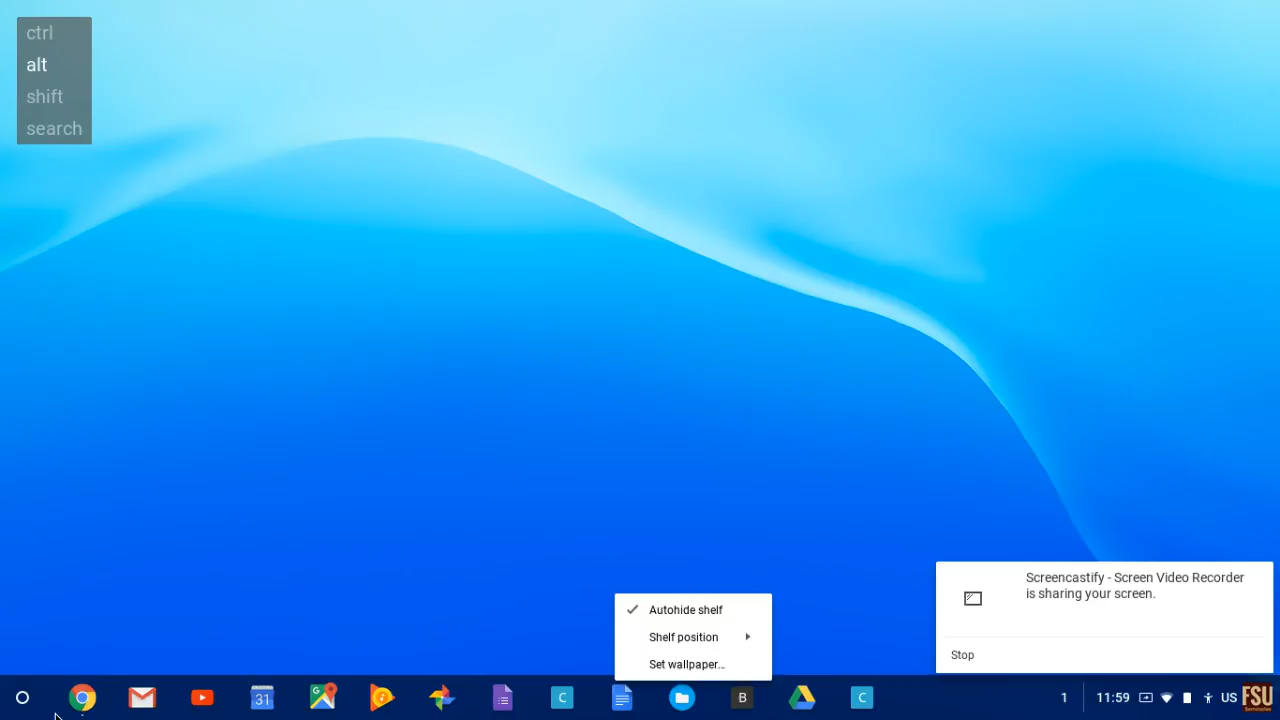 ctrl
alt
shift
search
Autohide shelf
Shelf position
Set wallpaper...
Screencastify - Screen Video Recorder
is sharing your screen.
Stop
31
G
C
B
C
1
11:59
US
FSU
Seminoles